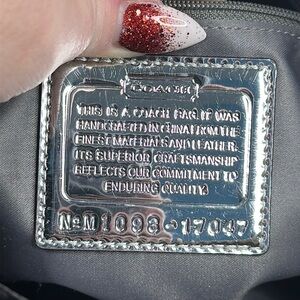 COACH
THIS IS A COACH BAG. IT WAS
HANDCRAFTED IN CHINA FROM THE
FINEST MATERIALS AND LEATHER.
ITS SUPERIOR CRAFTSMANSHIP
REFLECTS OUR COMMITMENT TO
ENDURING QUALITY.
No M1093-17047